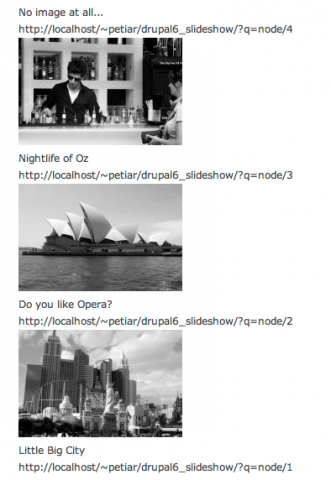 No image at all...
http://localhost/~petiar/drupal6_slideshow/?q=node/4
Nightlife of Oz
http://localhost/~petiar/drupal6_slideshow/?q=node/3
Do you like Opera?
http://localhost/~petiar/drupal6_slideshow/?q=node/2
Little Big City
http://localhost/~petiar/drupal6_slideshow/?q=node/1